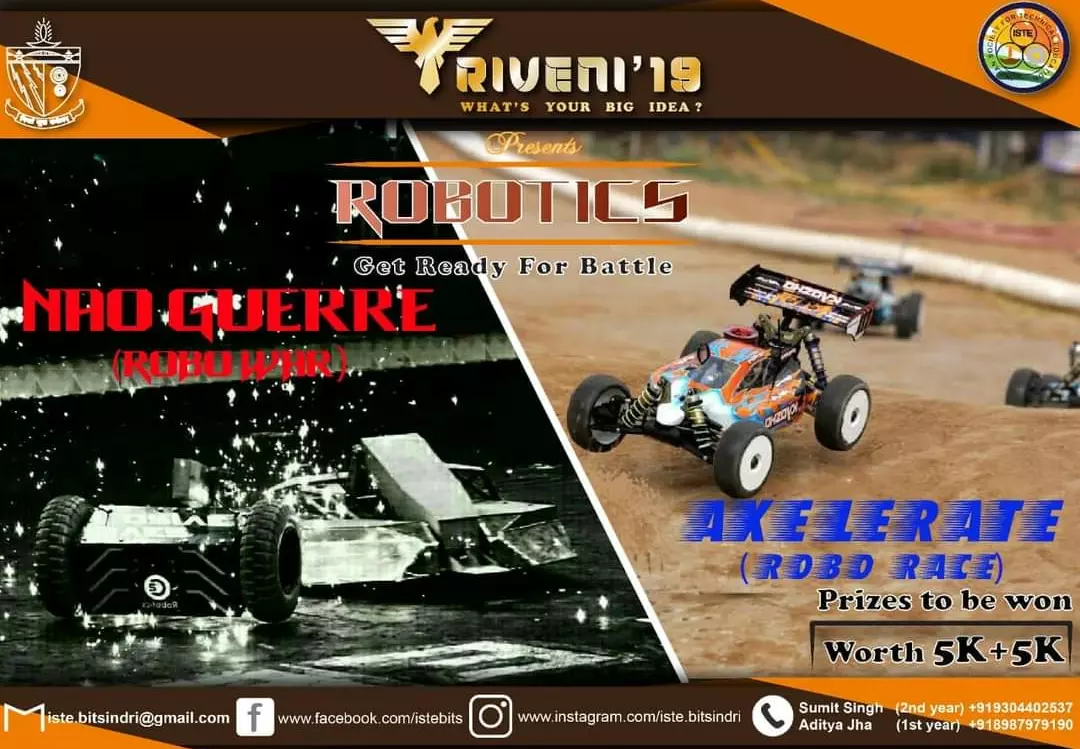 ISTE
TRIVENI'19
WHAT'S YOUR BIG IDEA?
Presents
ROBOTICS
Get Ready For Battle
NAO GUERRE
(ROBO WAR)
AXELERATE
(ROBO RACE)
Prizes to be won
Worth 5K+5K
iste.bitsindri@gmail.com
www.facebook.com/istebits
www.instagram.com/iste.bitsindri
Sumit Singh (2nd year) +919304402537
Aditya Jha (1st year) +918987979190